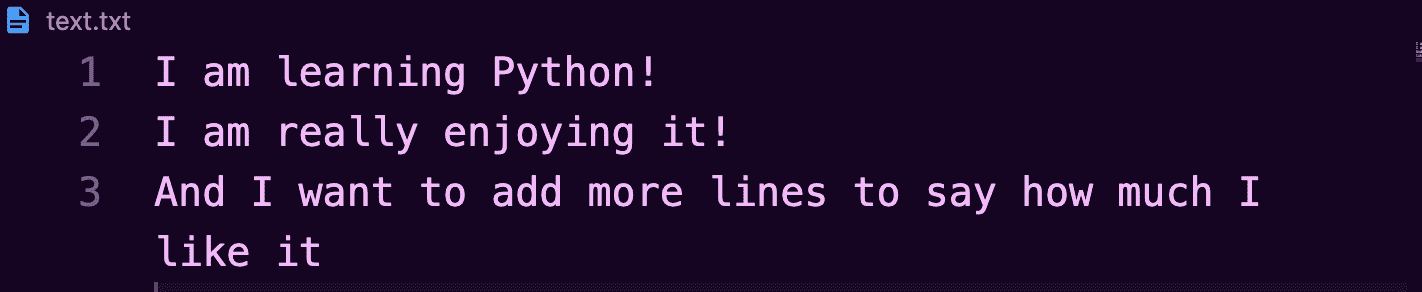 text.txt
1 I am learning Python!
2 I am really enjoying it!
3 And I want to add more lines to say how much I
like it